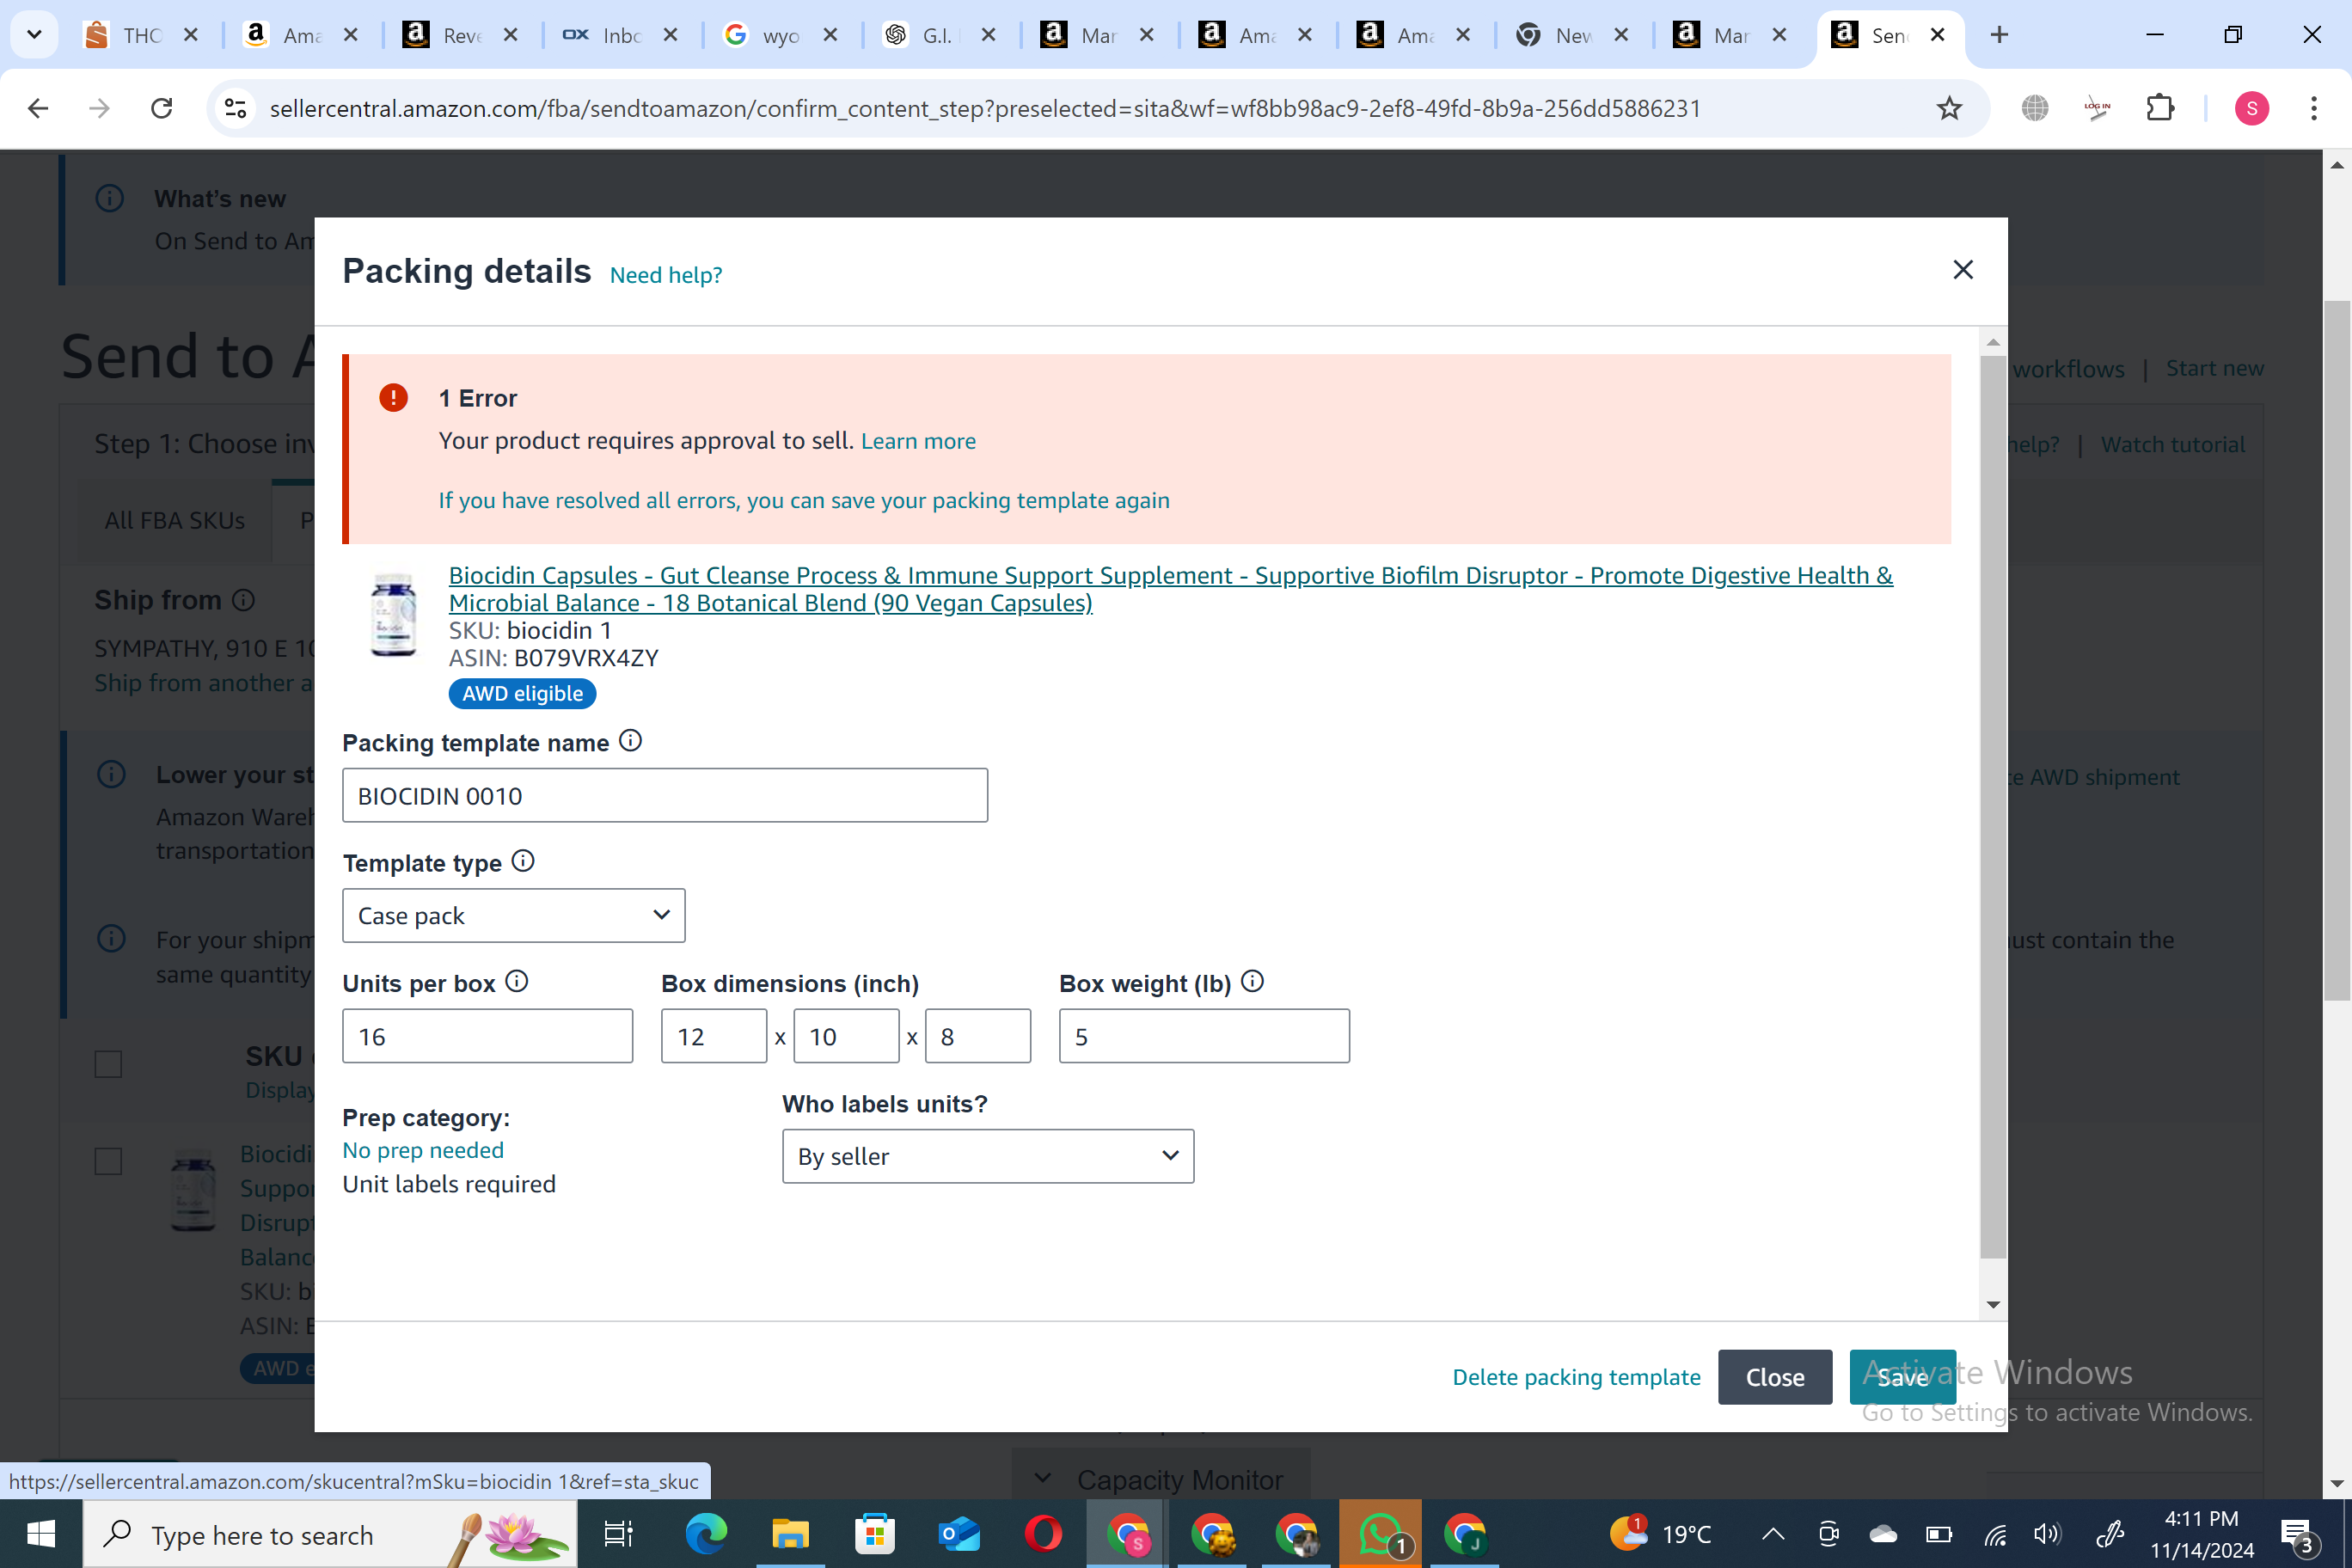 THC
Ama
Reve
Inbo
wyo
G.I.
Mar
Ama
Ama
New
Mar
Sen
sellercentral.amazon.com/fba/sendtoamazon/confirm_content_step?preselected=sita&wf=wf8bb98ac9-2ef8-49fd-8b9a-256dd5886231
LOG IN
S
What's new
On Send to Am
Packing details Need help?
Send to A
workflows | Start new
1 Error
Your product requires approval to sell. Learn more
If you have resolved all errors, you can save your packing template again
Step 1: Choose inv
help? | Watch tutorial
All FBA SKUs
P
Biocidin Capsules - Gut Cleanse Process & Immune Support Supplement - Supportive Biofilm Disruptor - Promote Digestive Health &
Microbial Balance - 18 Botanical Blend (90 Vegan Capsules)
SKU: biocidin 1
ASIN: B079VRX4ZY
AWD eligible
Ship from
SYMPATHY, 910 E 10
Ship from another a
Packing template name
BIOCIDIN 0010
Lower your st
Amazon Wareh
transportation
te AWD shipment
Template type
Case pack
For your shipm
same quantity
ust contain the
Units per box
Box dimensions (inch)
Box weight (lb)
16
12 x 10 x 8
5
SKU
Display
Prep category:
No prep needed
Unit labels required
Who labels units?
By seller
Biocidi
Suppo
Disrupt
Balanc
SKU: bi
ASIN: B
AWD e
Delete packing template
Close
Save
Activate Windows
Go to Settings to activate Windows.
Capacity Monitor
https://sellercentral.amazon.com/skucentral?mSku=biocidin 1&ref=sta_skuc
Type here to search
S
1
J
1
19°C
4:11 PM
11/14/2024
3